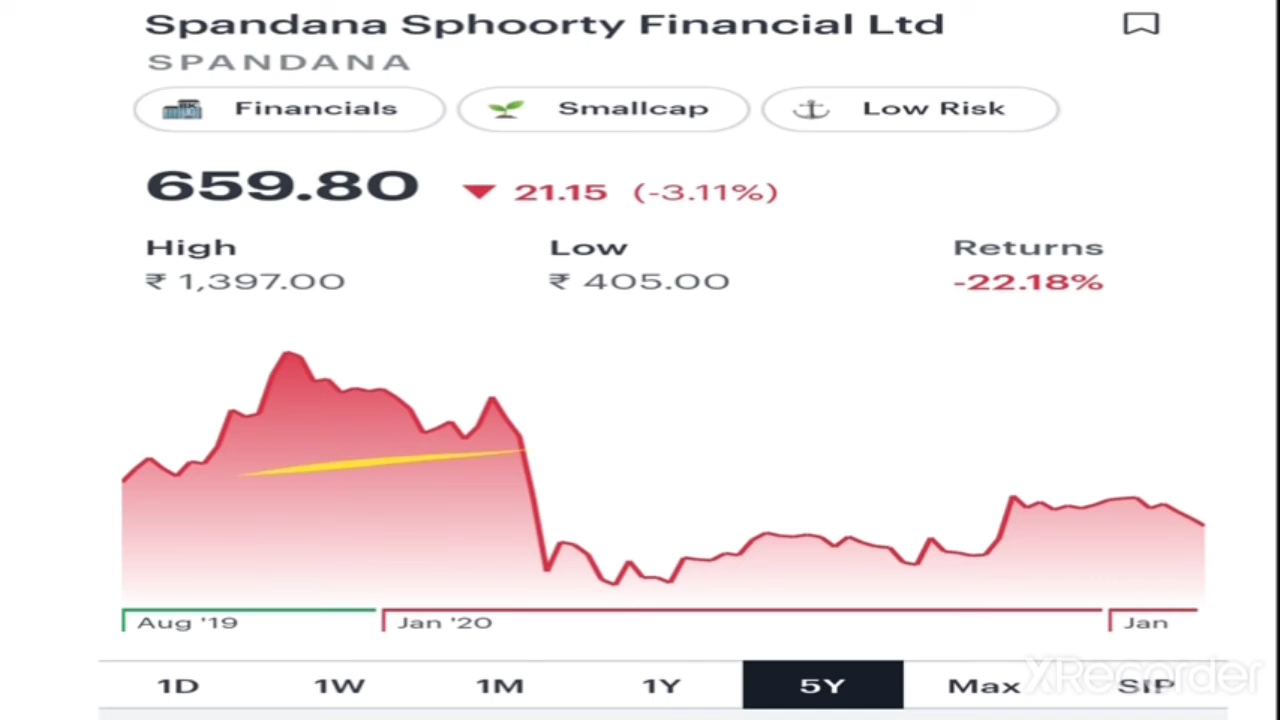 Spandana Sphoorty Financial Ltd
SPANDANA
Financials Smallcap Low Risk
659.80 ▼ 21.15 (-3.11%)
High Low Returns
₹ 1,397.00 ₹ 405.00 -22.18%
Aug '19 Jan '20 Jan
1D 1W 1M 1Y 5Y Max SIP
XRecorder